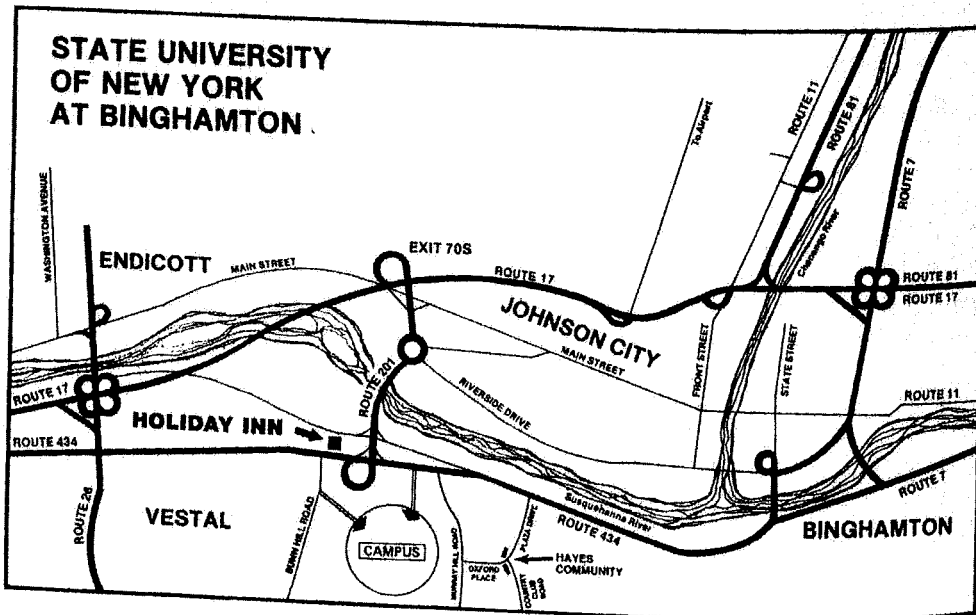 STATE UNIVERSITY
OF NEW YORK
AT BINGHAMTON
WASHINGTON AVENUE
ENDICOTT
MAIN STREET
EXIT 70S
ROUTE 17
To Airport
ROUTE 11
ROUTE 81
Chenango River
ROUTE 7
ROUTE 81
ROUTE 17
JOHNSON CITY
MAIN STREET
FRONT STREET
STATE STREET
ROUTE 11
ROUTE 17
ROUTE 201
RIVERSIDE DRIVE
HOLIDAY INN
ROUTE 434
ROUTE 26
VESTAL
BUNN HILL ROAD
CAMPUS
MURRAY HILL ROAD
OXFORD
PLACE
PLAZA DRIVE
COUNTRY
CLUB
ROAD
HAYES
COMMUNITY
Susquehanna River
ROUTE 434
BINGHAMTON
ROUTE 7